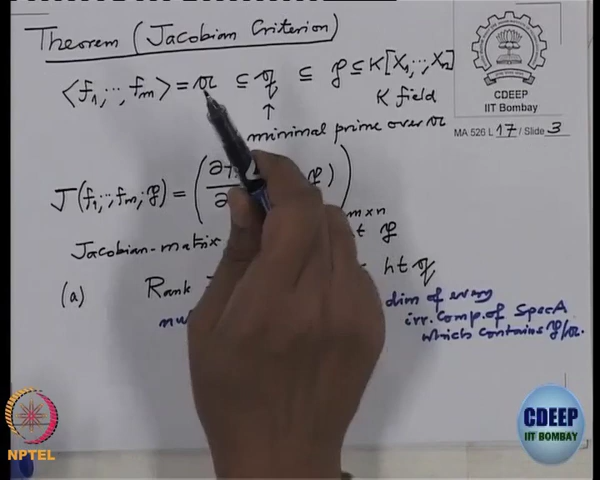 Theorem (Jacobian Criterion)
⟨f₁,…,fₘ⟩ = 𝔞 ⊆ 𝔮 ⊆ 𝔭 ⊆ K[X₁,…,Xₙ]
↑ K field
minimal prime over 𝔞
CDEEP
IIT Bombay
MA 526 L 17 / Slide 3
J(f₁,…,fₘ;𝔭) = ( ∂ 𝔭) ) m×n
Jacobian-matrix 𝔭
(a) Rank ht 𝔮
dim of every
irr. comp. of Spec A
which contains 𝔭/𝔞.
NPTEL
CDEEP
IIT BOMBAY